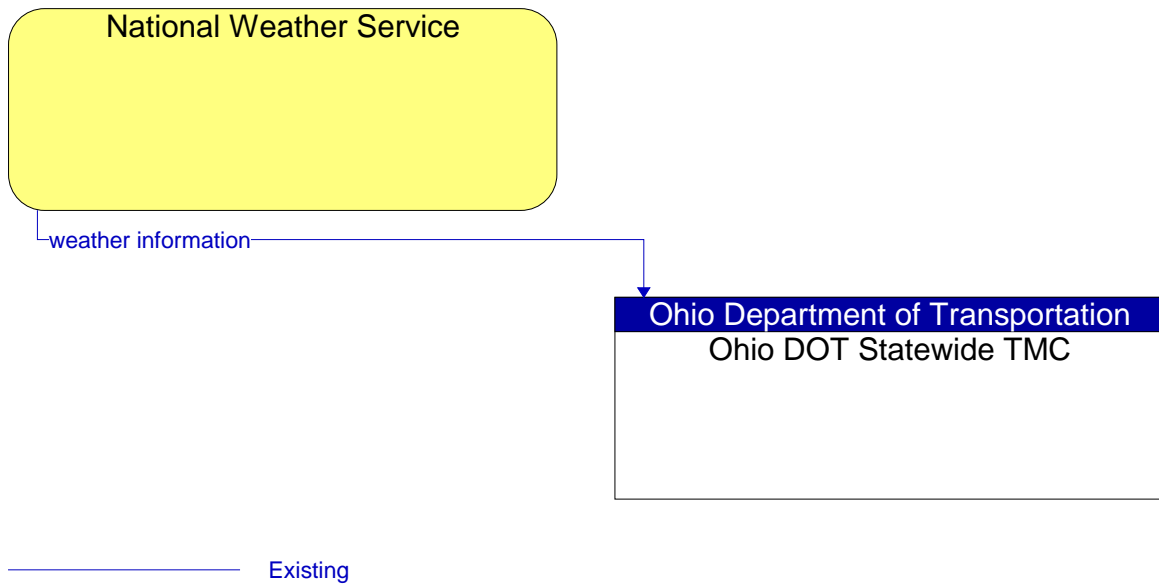 National Weather Service
weather information
Ohio Department of Transportation
Ohio DOT Statewide TMC
Existing